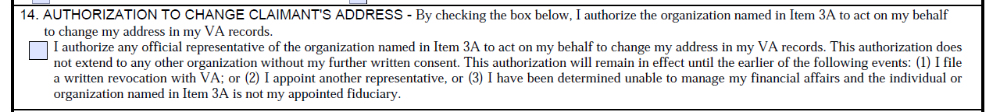 14. AUTHORIZATION TO CHANGE CLAIMANT'S ADDRESS - By checking the box below, I authorize the organization named in Item 3A to act on my behalf
to change my address in my VA records.
I authorize any official representative of the organization named in Item 3A to act on my behalf to change my address in my VA records. This authorization does
not extend to any other organization without my further written consent. This authorization will remain in effect until the earlier of the following events: (1) I file
a written revocation with VA; or (2) I appoint another representative, or (3) I have been determined unable to manage my financial affairs and the individual or
organization named in Item 3A is not my appointed fiduciary.